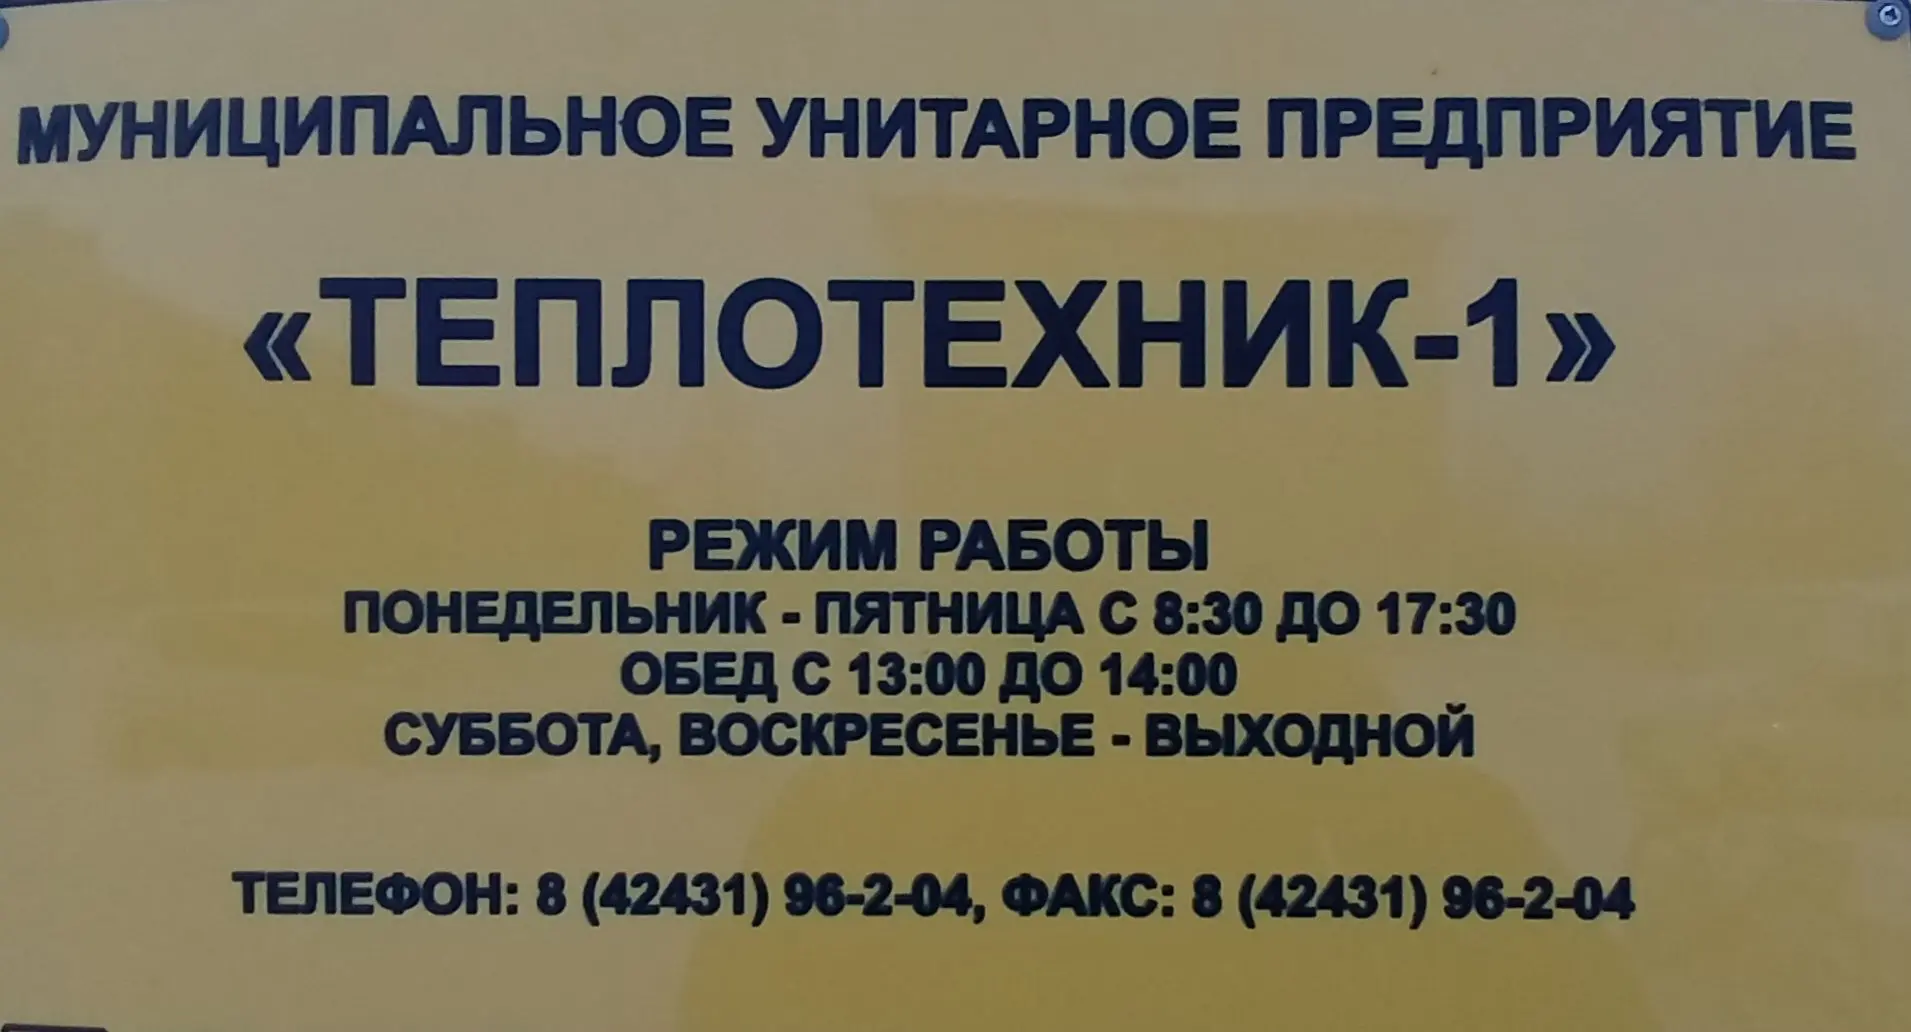 МУНИЦИПАЛЬНОЕ УНИТАРНОЕ ПРЕДПРИЯТИЕ
«ТЕПЛОТЕХНИК-1»
РЕЖИМ РАБОТЫ
ПОНЕДЕЛЬНИК - ПЯТНИЦА С 8:30 ДО 17:30
ОБЕД С 13:00 ДО 14:00
СУББОТА, ВОСКРЕСЕНЬЕ - ВЫХОДНОЙ
ТЕЛЕФОН: 8 (42431) 96-2-04, ФАКС: 8 (42431) 96-2-04